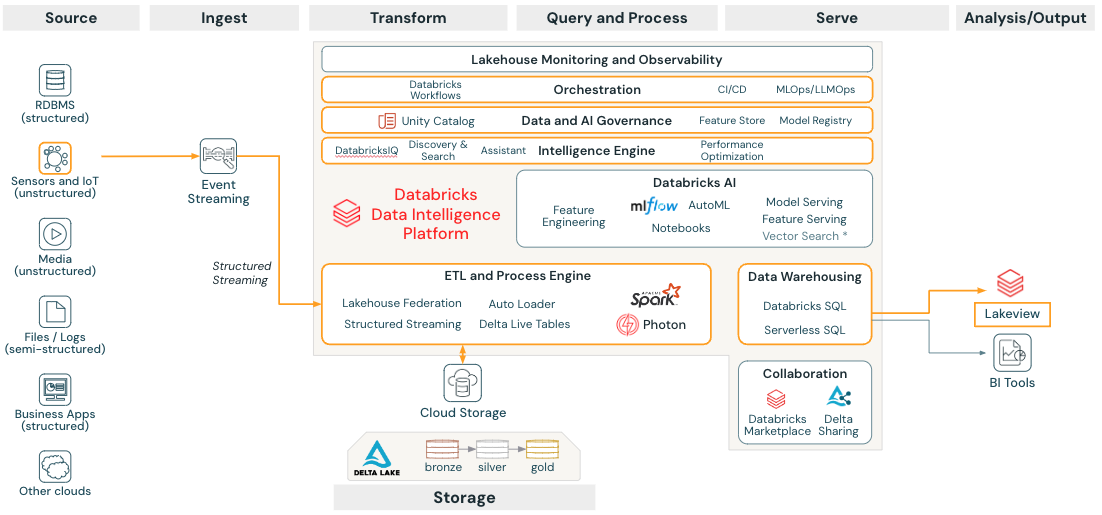 Source
Ingest
Transform
Query and Process
Serve
Analysis/Output
RDBMS
(structured)
Sensors and IoT
(unstructured)
Media
(unstructured)
Files / Logs
(semi-structured)
Business Apps
(structured)
Other clouds
Event
Streaming
Structured
Streaming
Lakehouse Monitoring and Observability
Databricks
Workflows
Orchestration
CI/CD
MLOps/LLMOps
Unity Catalog
Data and AI Governance
Feature Store
Model Registry
DatabricksIQ
Discovery &
Search
Assistant
Intelligence Engine
Performance
Optimization
Databricks
Data Intelligence
Platform
Databricks AI
Feature
Engineering
mlflow
AutoML
Notebooks
Model Serving
Feature Serving
Vector Search *
ETL and Process Engine
Lakehouse Federation
Auto Loader
APACHE
Spark
Structured Streaming
Delta Live Tables
Photon
Data Warehousing
Databricks SQL
Serverless SQL
Lakeview
BI Tools
Collaboration
Databricks
Marketplace
Delta
Sharing
Cloud Storage
DELTA LAKE
bronze
silver
gold
Storage